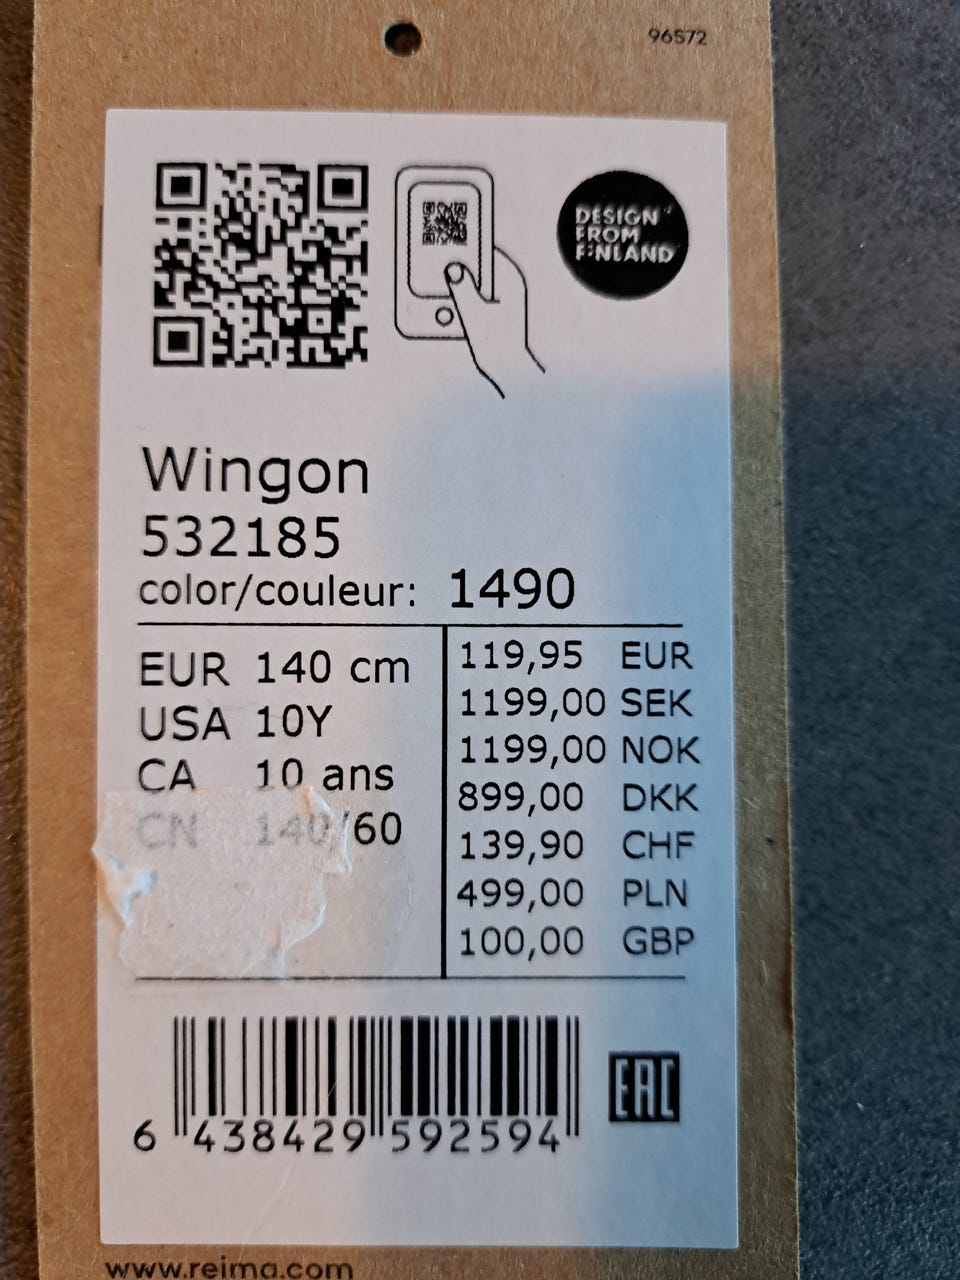 96572
DESIGN
FROM
FINLAND
Wingon
532185
color/couleur: 1490
EUR 140 cm
USA 10Y
CA 10 ans
CN 140/60
119,95 EUR
1199,00 SEK
1199,00 NOK
899,00 DKK
139,90 CHF
499,00 PLN
100,00 GBP
6 438429 592594
EAC
www.reima.com